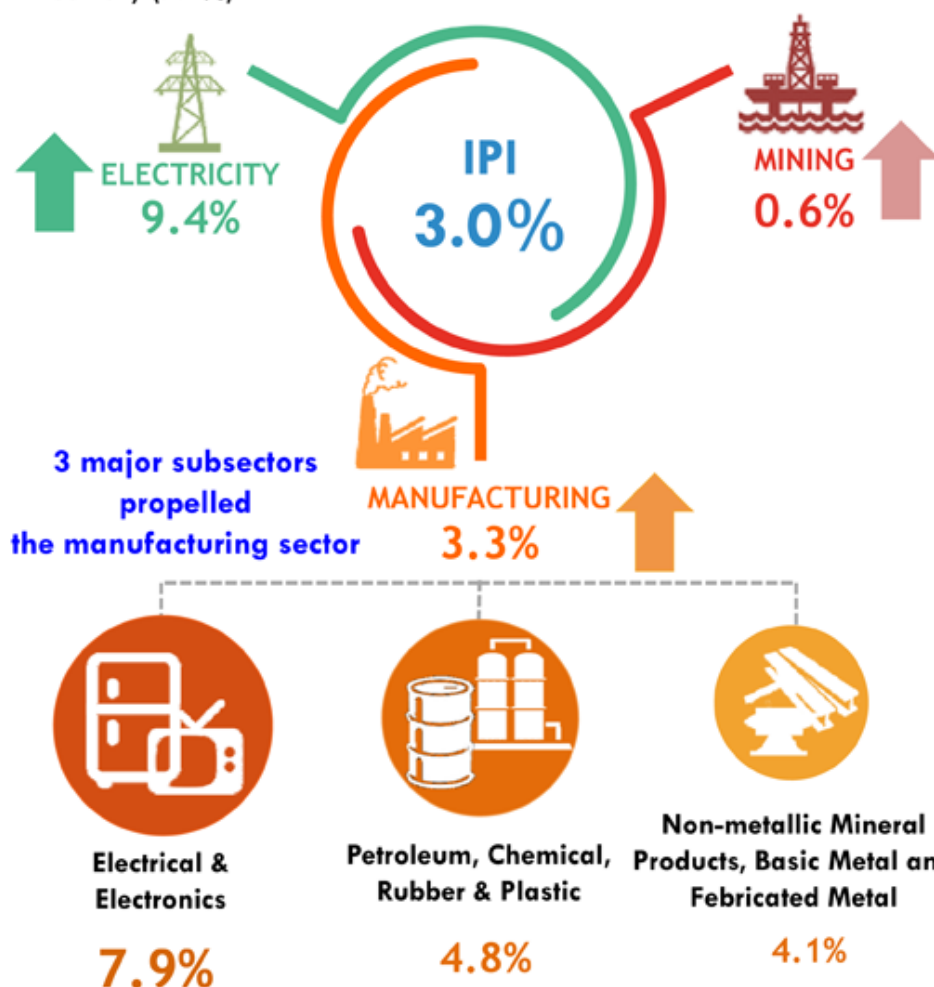 IPI
3.0%
ELECTRICITY
9.4%
MINING
0.6%
3 major subsectors
propelled
the manufacturing sector
MANUFACTURING
3.3%
Electrical &
Electronics
7.9%
Petroleum, Chemical,
Rubber & Plastic
4.8%
Non-metallic Mineral
Products, Basic Metal an
Febricated Metal
4.1%